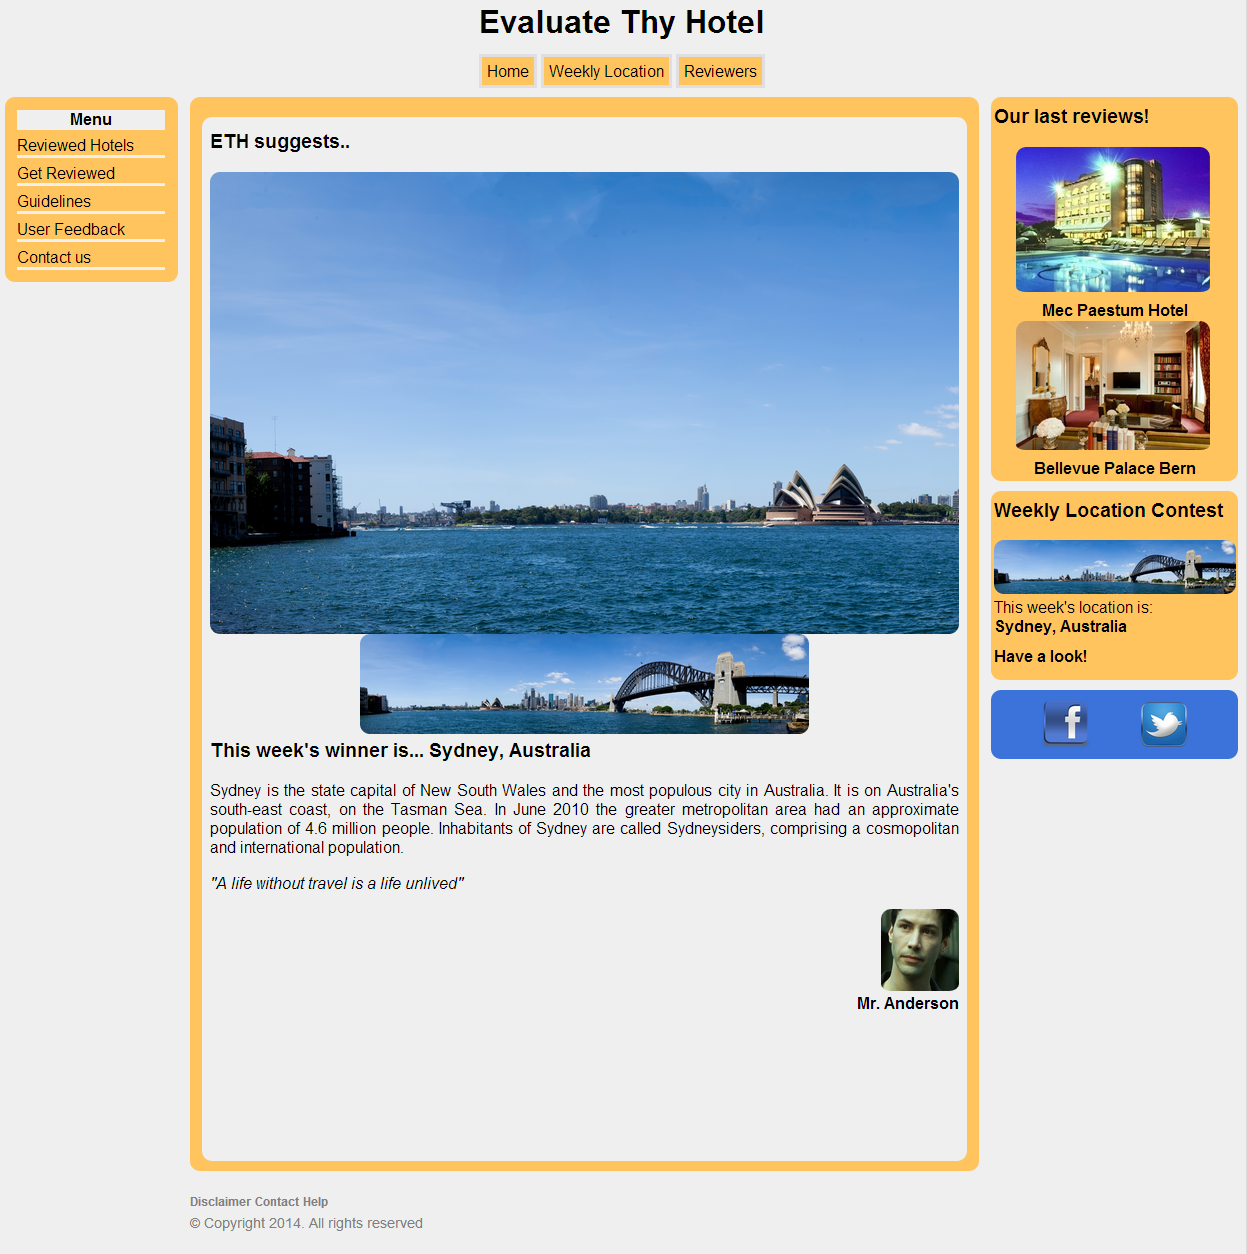 Evaluate Thy Hotel
Home Weekly Location Reviewers
Menu
Reviewed Hotels
Get Reviewed
Guidelines
User Feedback
Contact us
ETH suggests..
This week's winner is... Sydney, Australia
Sydney is the state capital of New South Wales and the most populous city in Australia. It is on Australia's
south-east coast, on the Tasman Sea. In June 2010 the greater metropolitan area had an approximate
population of 4.6 million people. Inhabitants of Sydney are called Sydneysiders, comprising a cosmopolitan
and international population.
"A life without travel is a life unlived"
Mr. Anderson
Our last reviews!
Mec Paestum Hotel
Bellevue Palace Bern
Weekly Location Contest
This week's location is:
Sydney, Australia
Have a look!
f
Disclaimer Contact Help
© Copyright 2014. All rights reserved